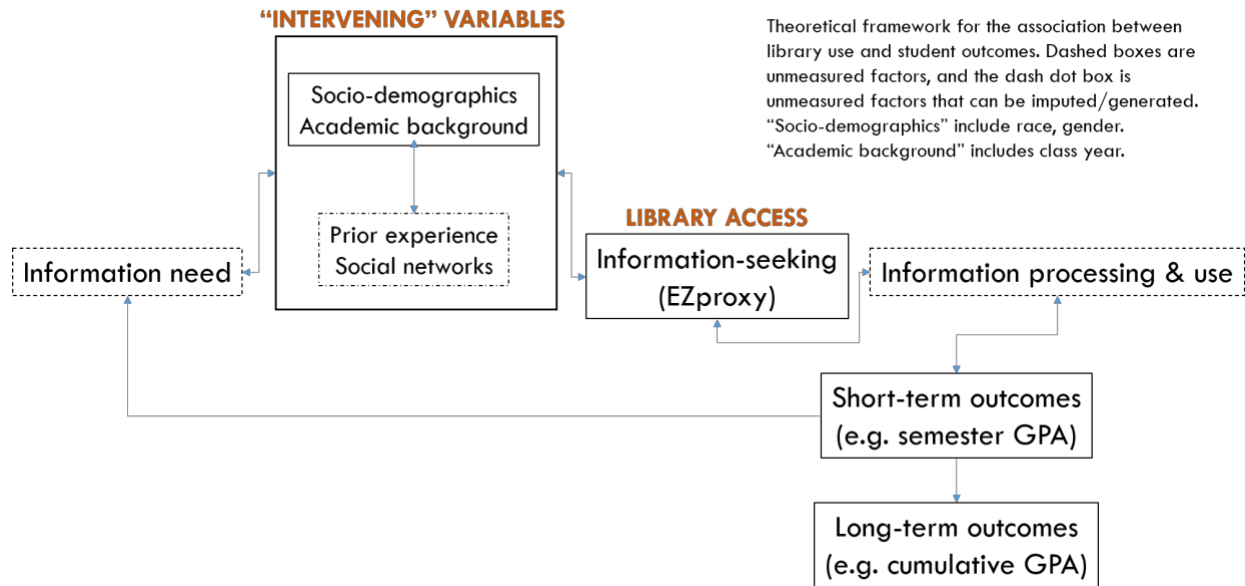 “INTERVENING” VARIABLES
Theoretical framework for the association between
library use and student outcomes. Dashed boxes are
unmeasured factors, and the dash dot box is
unmeasured factors that can be imputed/generated.
“Socio-demographics” include race, gender.
“Academic background” includes class year.
Socio-demographics
Academic background
Prior experience
Social networks
Information need
LIBRARY ACCESS
Information-seeking
(EZproxy)
Information processing & use
Short-term outcomes
(e.g. semester GPA)
Long-term outcomes
(e.g. cumulative GPA)